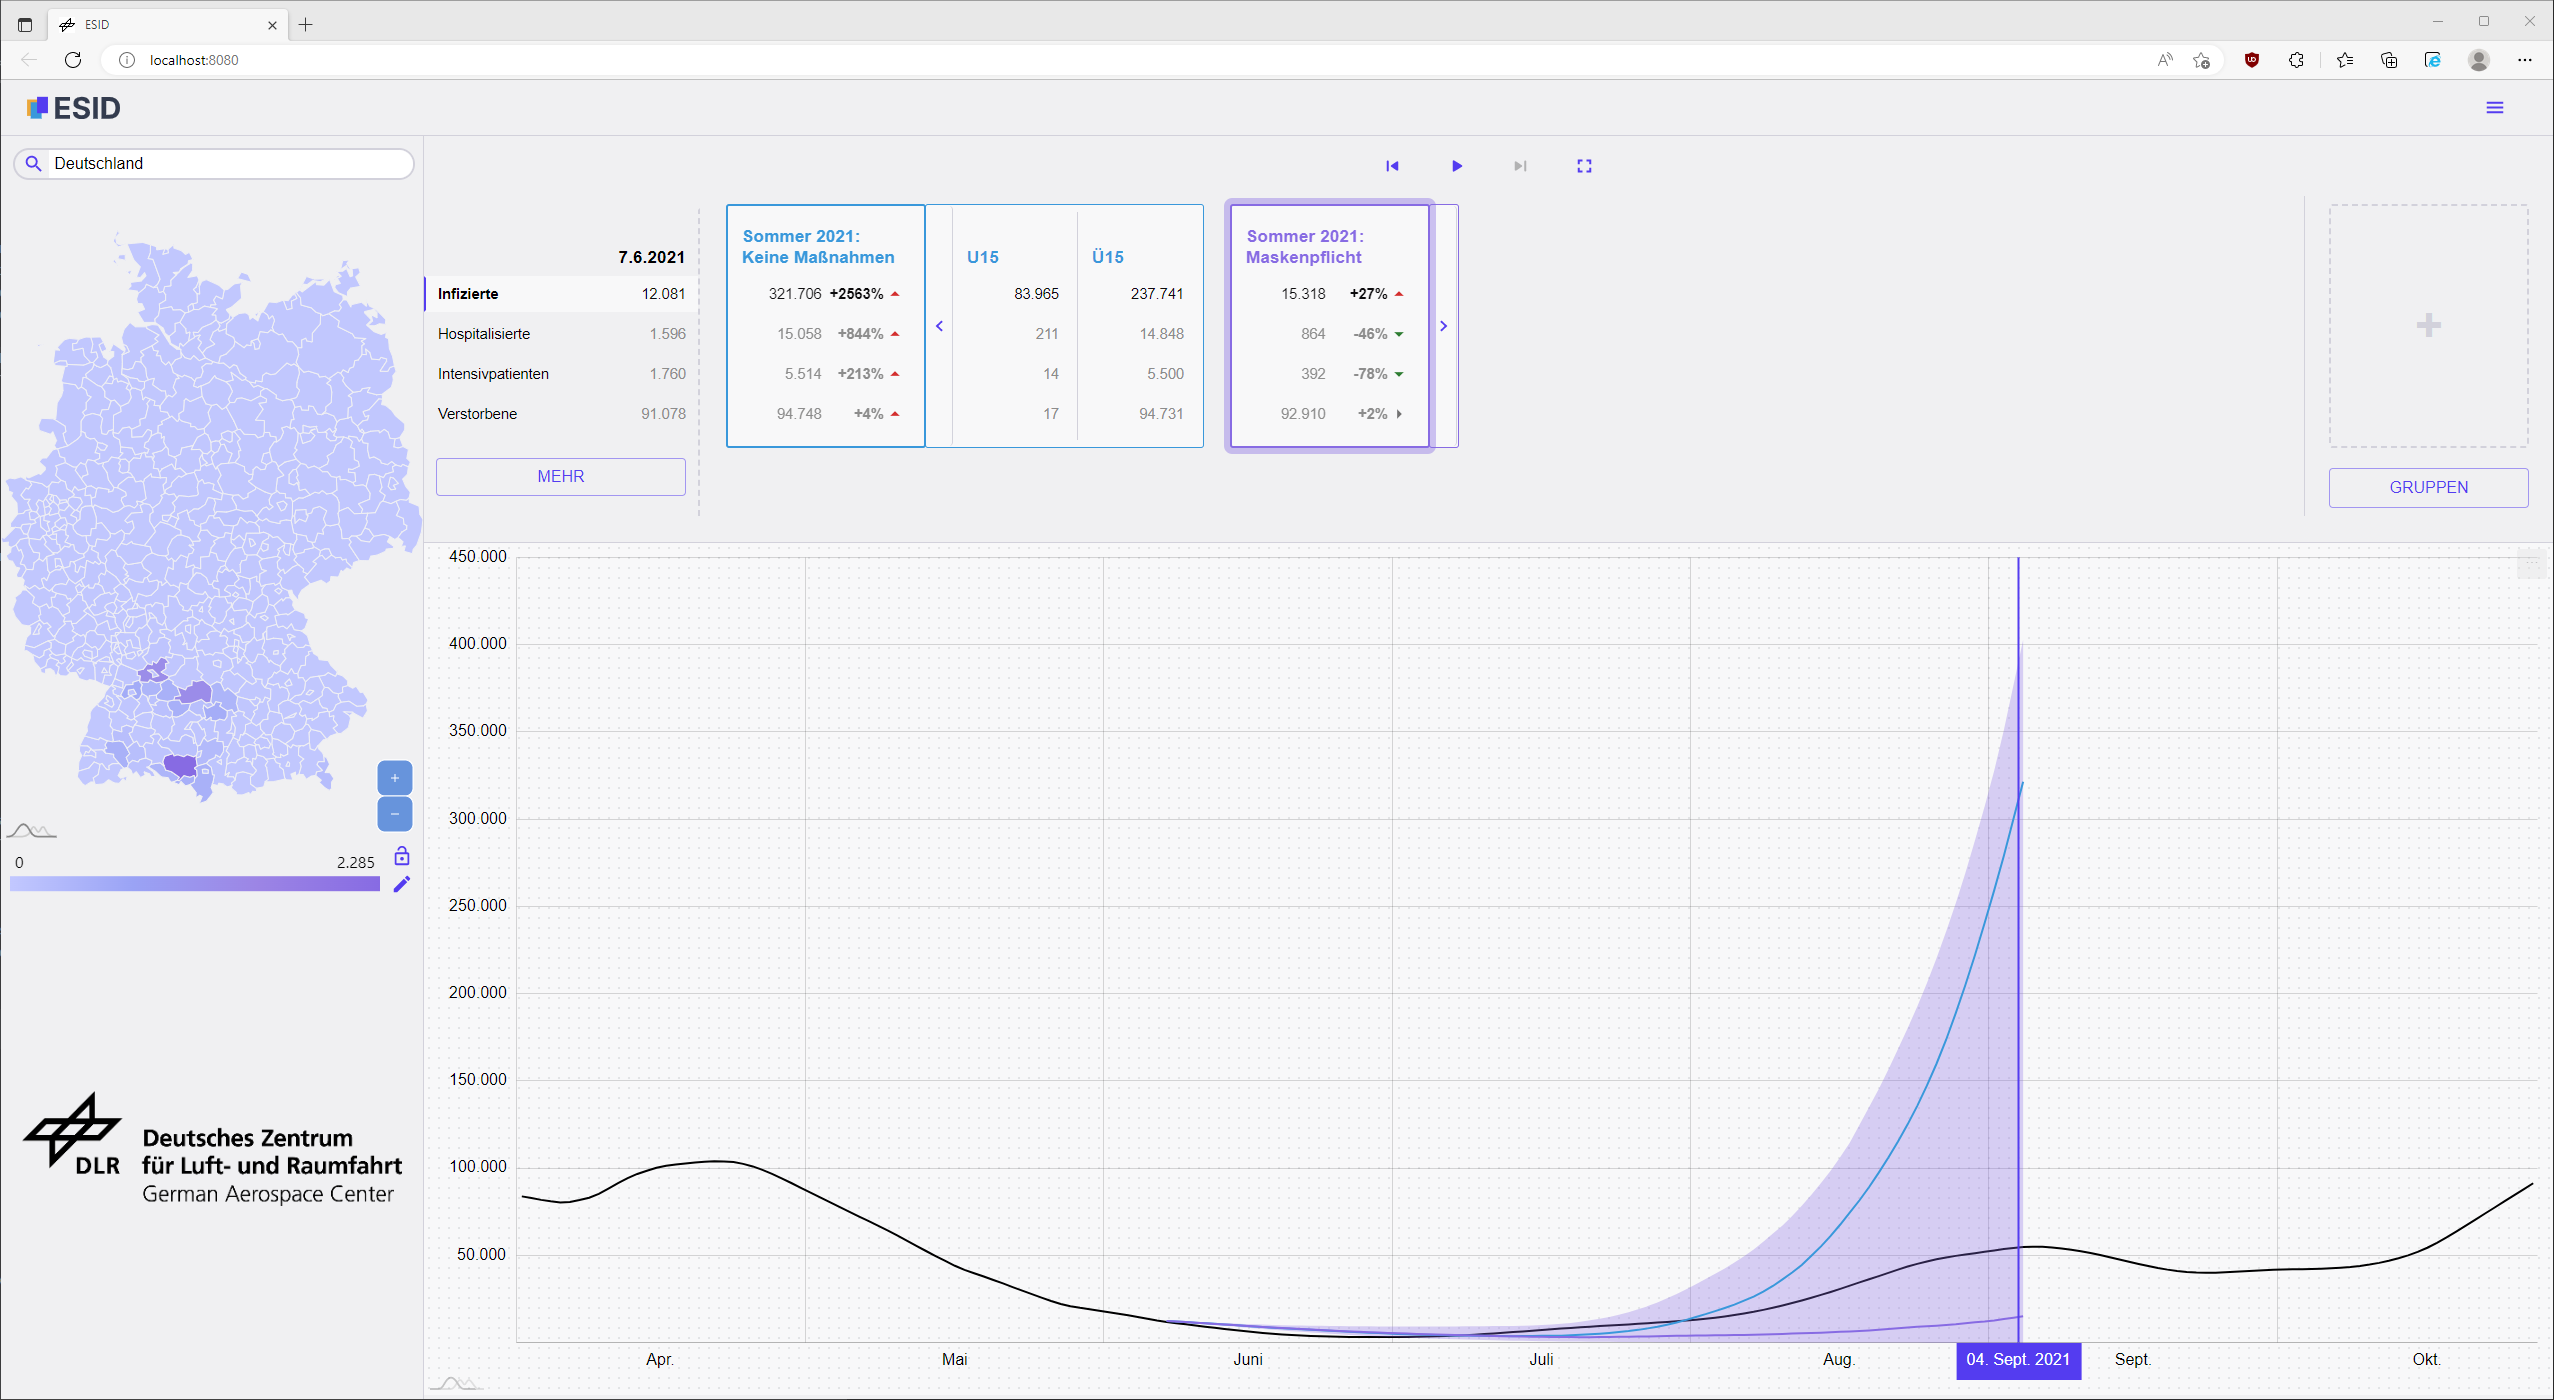 ESID
localhost:8080
ESID
Deutschland
7.6.2021
Infizierte 12.081
Hospitalisierte 1.596
Intensivpatienten 1.760
Verstorbene 91.078
MEHR
Sommer 2021:
Keine Maßnahmen
321.706 +2563%
15.058 +844%
5.514 +213%
94.748 +4%
U15 Ü15
83.965 237.741
211 14.848
14 5.500
17 94.731
Sommer 2021:
Maskenpflicht
15.318 +27%
864 -46%
392 -78%
92.910 +2%
+
GRUPPEN
+
−
0 2.285
DLR
Deutsches Zentrum
für Luft- und Raumfahrt
German Aerospace Center
450.000
400.000
350.000
300.000
250.000
200.000
150.000
100.000
50.000
Apr. Mai Juni Juli Aug. 04. Sept. 2021 Sept. Okt.